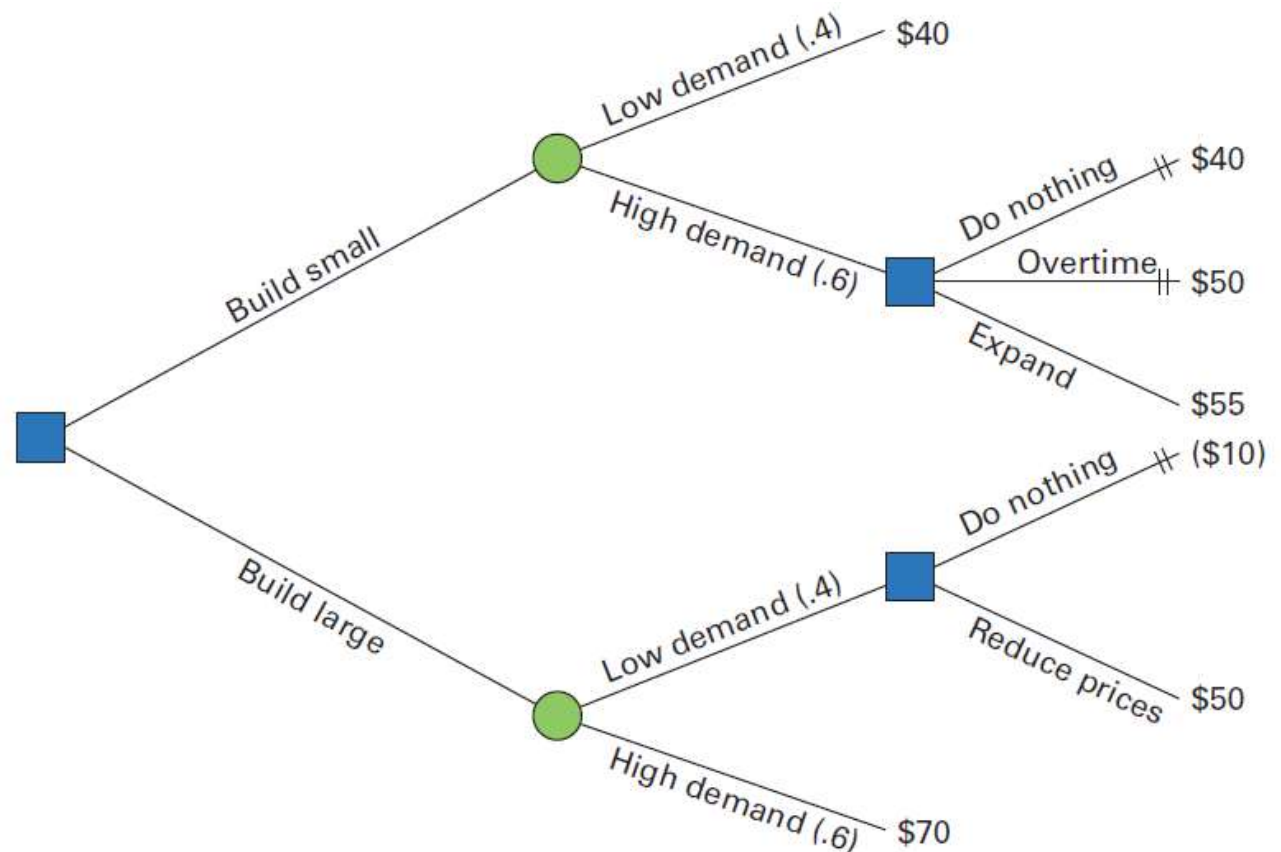 Low demand (.4)
$40
Build small
High demand (.6)
Do nothing
$40
Overtime
$50
Expand
$55
Build large
Low demand (.4)
Do nothing
($10)
Reduce prices
$50
High demand (.6)
$70